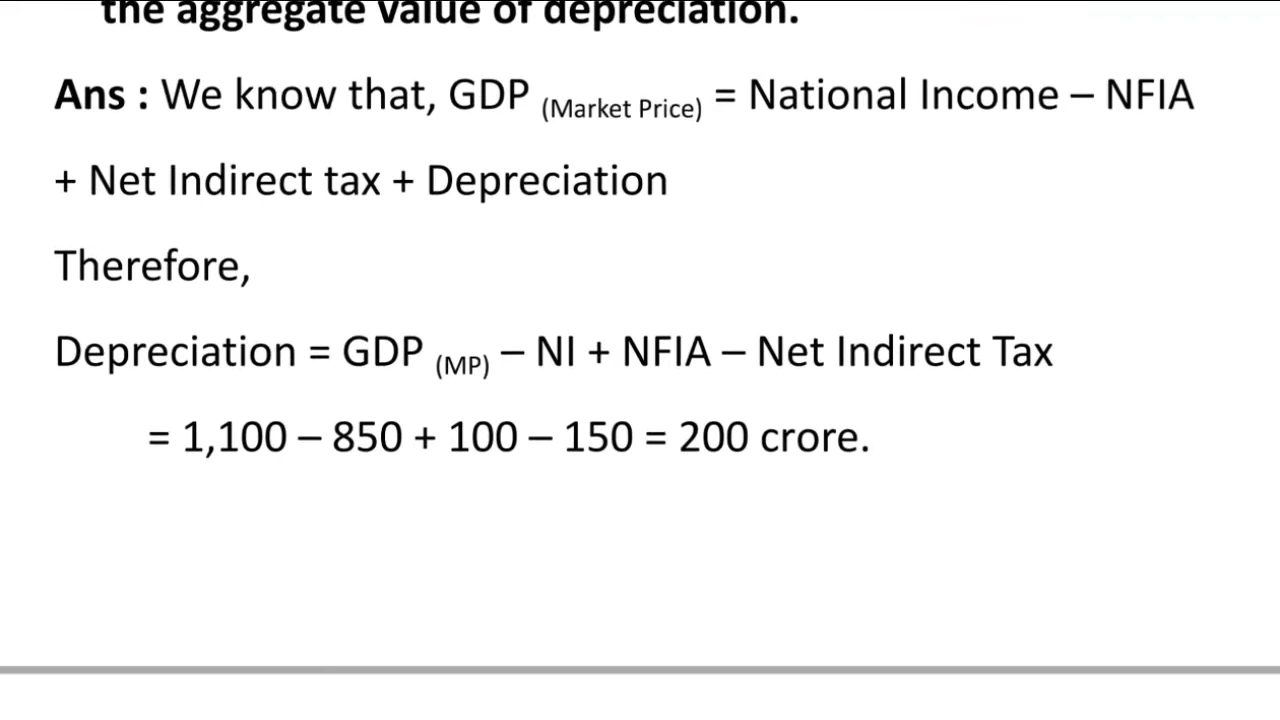 the aggregate value of depreciation.
Ans : We know that, GDP (Market Price) = National Income – NFIA
+ Net Indirect tax + Depreciation
Therefore,
Depreciation = GDP (MP) – NI + NFIA – Net Indirect Tax
= 1,100 – 850 + 100 – 150 = 200 crore.